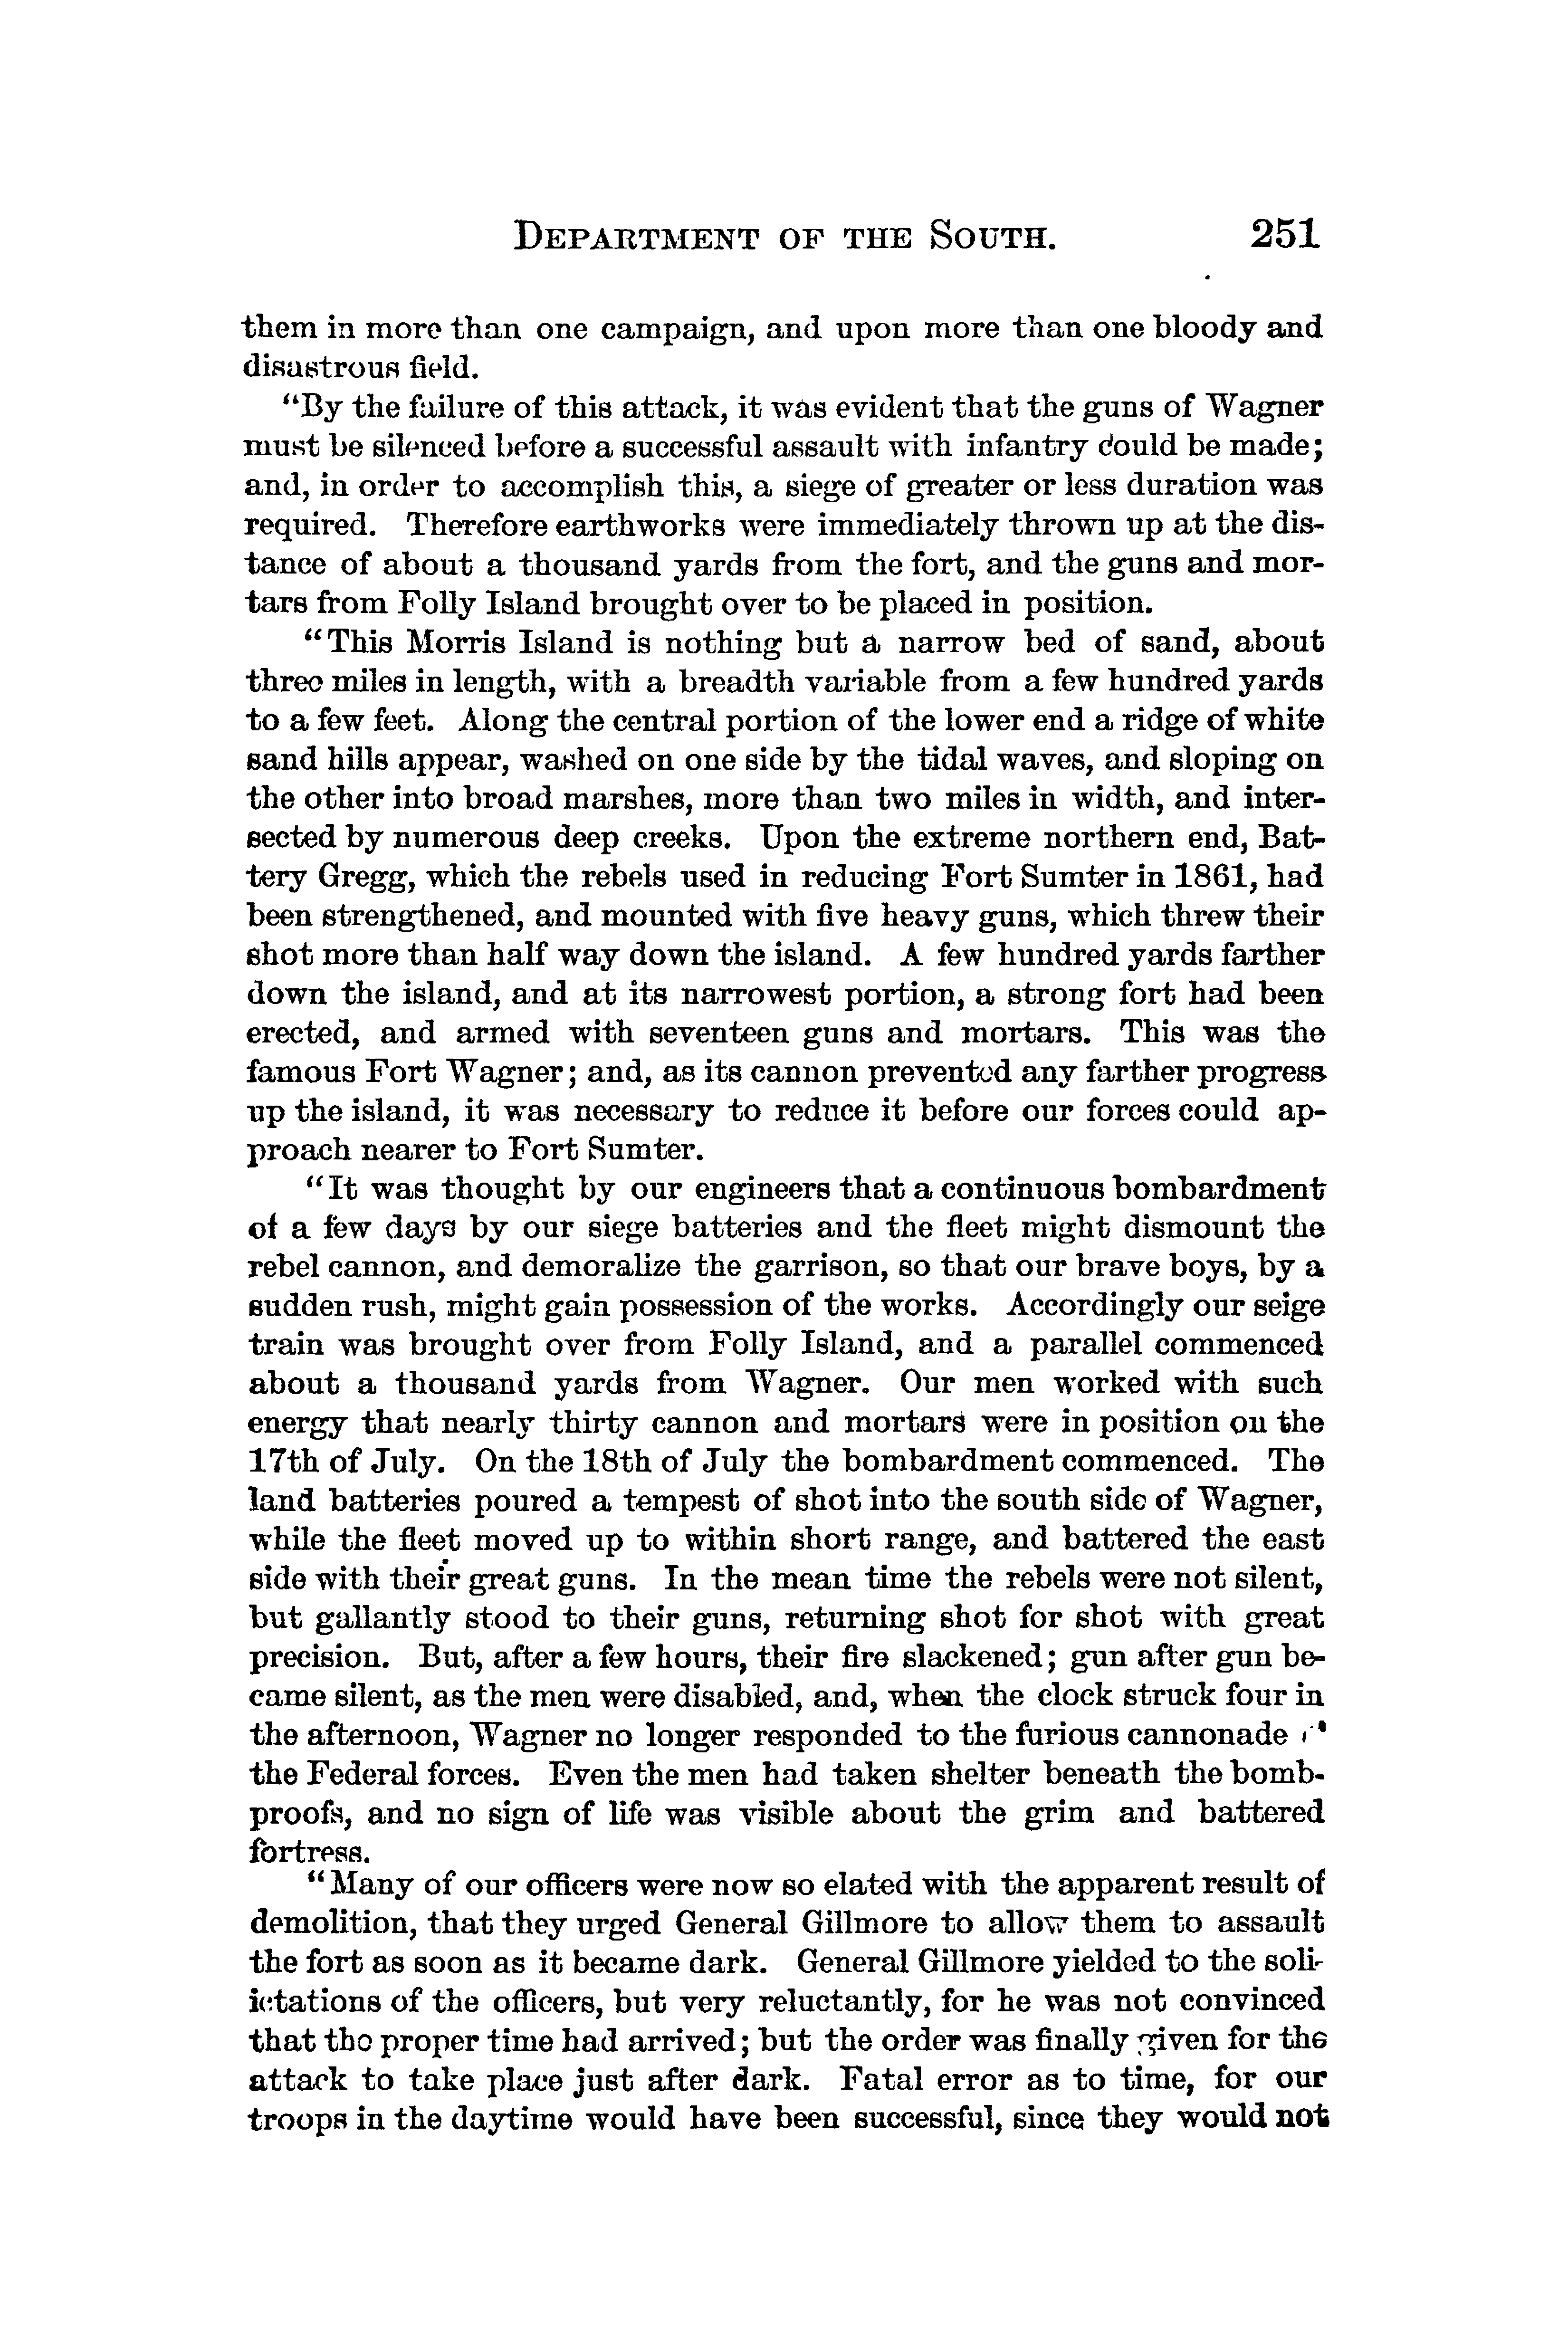 DEPARTMENT OF THE SOUTH. 251
them in more than one campaign, and upon more than one bloody and
disastrous field.
"By the failure of this attack, it was evident that the guns of Wagner
must be silenced before a successful assault with infantry could be made;
and, in order to accomplish this, a siege of greater or less duration was
required. Therefore earthworks were immediately thrown up at the dis-
tance of about a thousand yards from the fort, and the guns and mor-
tars from Folly Island brought over to be placed in position.
"This Morris Island is nothing but a narrow bed of sand, about
three miles in length, with a breadth variable from a few hundred yards
to a few feet. Along the central portion of the lower end a ridge of white
sand hills appear, washed on one side by the tidal waves, and sloping on
the other into broad marshes, more than two miles in width, and inter-
sected by numerous deep creeks. Upon the extreme northern end, Bat-
tery Gregg, which the rebels used in reducing Fort Sumter in 1861, had
been strengthened, and mounted with five heavy guns, which threw their
shot more than half way down the island. A few hundred yards farther
down the island, and at its narrowest portion, a strong fort had been
erected, and armed with seventeen guns and mortars. This was the
famous Fort Wagner; and, as its cannon prevented any farther progress
up the island, it was necessary to reduce it before our forces could ap-
proach nearer to Fort Sumter.
"It was thought by our engineers that a continuous bombardment
of a few days by our siege batteries and the fleet might dismount the
rebel cannon, and demoralize the garrison, so that our brave boys, by a
sudden rush, might gain possession of the works. Accordingly our seige
train was brought over from Folly Island, and a parallel commenced
about a thousand yards from Wagner. Our men worked with such
energy that nearly thirty cannon and mortars were in position on the
17th of July. On the 18th of July the bombardment commenced. The
land batteries poured a tempest of shot into the south side of Wagner,
while the fleet moved up to within short range, and battered the east
side with their great guns. In the mean time the rebels were not silent,
but gallantly stood to their guns, returning shot for shot with great
precision. But, after a few hours, their fire slackened; gun after gun be-
came silent, as the men were disabled, and, when the clock struck four in
the afternoon, Wagner no longer responded to the furious cannonade
the Federal forces. Even the men had taken shelter beneath the bomb-
proofs, and no sign of life was visible about the grim and battered
fortress.
"Many of our officers were now so elated with the apparent result of
demolition, that they urged General Gillmore to allow them to assault
the fort as soon as it became dark. General Gillmore yielded to the soli-
ictations of the officers, but very reluctantly, for he was not convinced
that the proper time had arrived; but the order was finally given for the
attack to take place just after dark. Fatal error as to time, for our
troops in the daytime would have been successful, since they would not